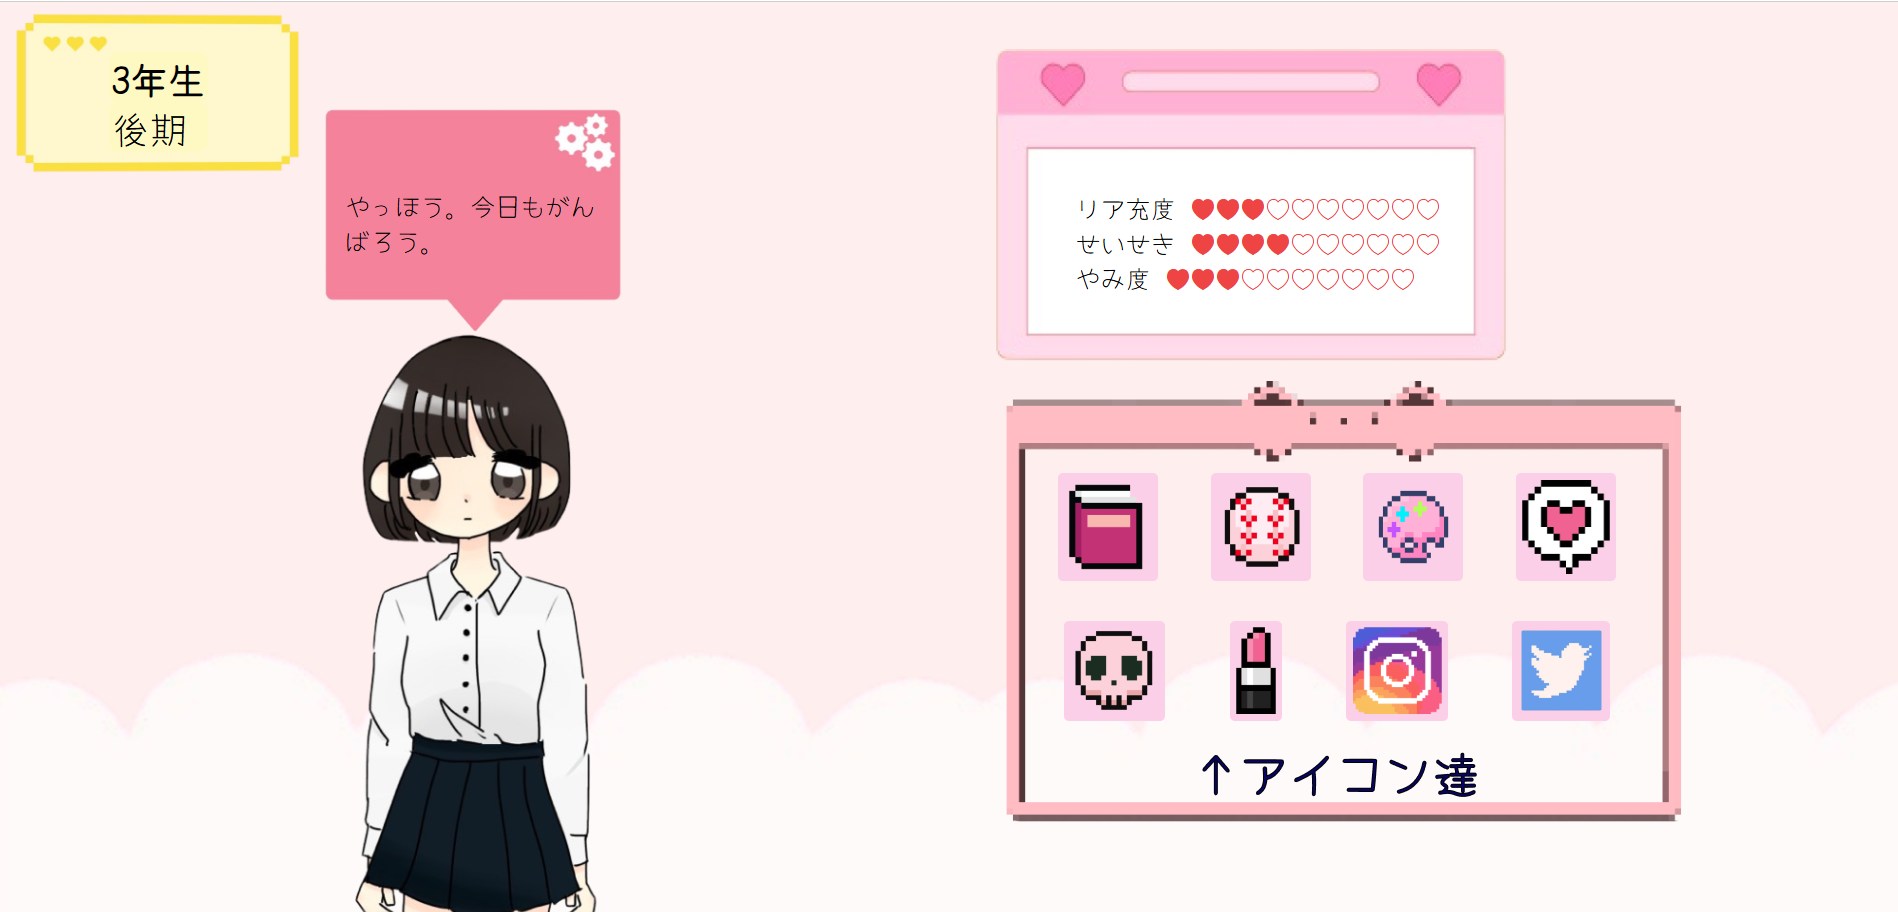 3年生
後期
やっほう。今日もがん
ばろう。
リア充度 ♥♥♥♡♡♡♡♡♡♡
せいせき ♥♥♥♥♡♡♡♡♡♡
やみ度 ♥♥♥♡♡♡♡♡♡♡
↑アイコン達